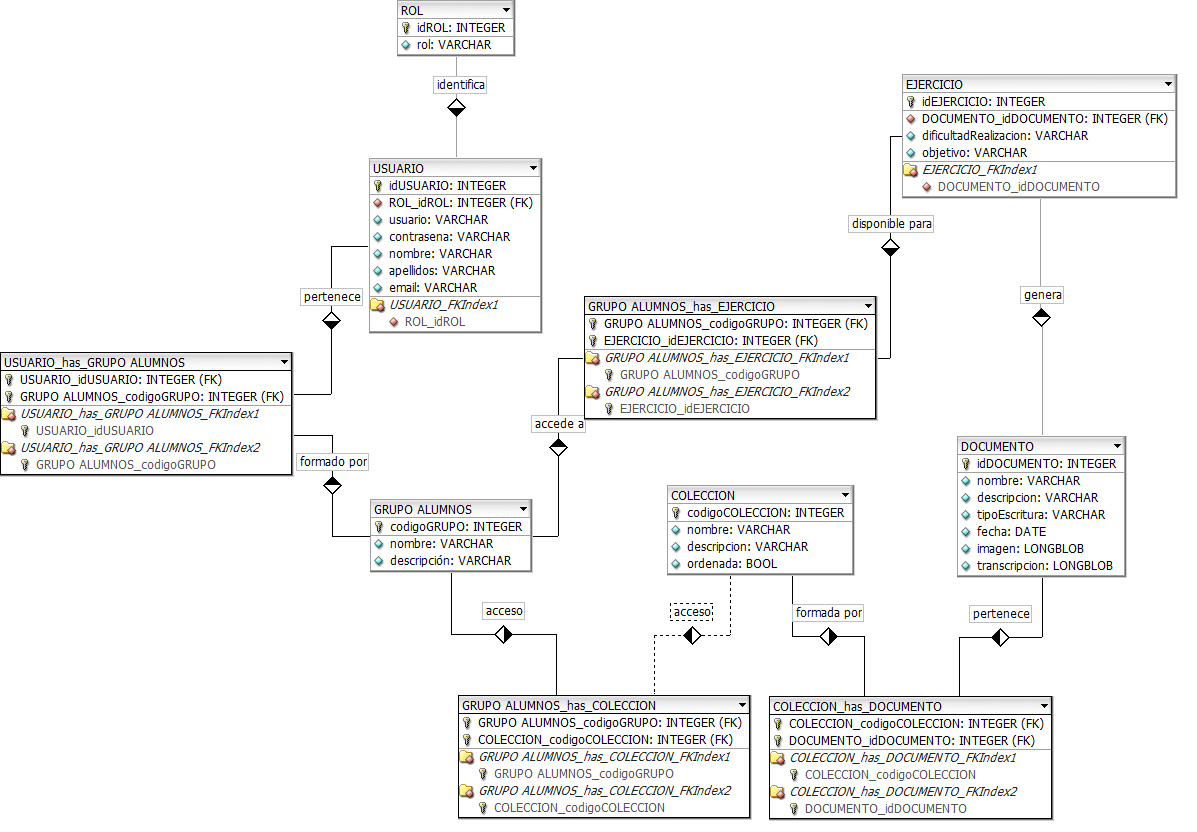 ROL
idROL: INTEGER
rol: VARCHAR
identifica
EJERCICIO
idEJERCICIO: INTEGER
DOCUMENTO_idDOCUMENTO: INTEGER (FK)
dificultadRealizacion: VARCHAR
objetivo: VARCHAR
EJERCICIO_FKIndex1
DOCUMENTO_idDOCUMENTO
USUARIO
idUSUARIO: INTEGER
ROL_idROL: INTEGER (FK)
usuario: VARCHAR
contrasena: VARCHAR
nombre: VARCHAR
apellidos: VARCHAR
email: VARCHAR
USUARIO_FKIndex1
ROL_idROL
disponible para
pertenece
genera
GRUPO ALUMNOS_has_EJERCICIO
GRUPO ALUMNOS_codigoGRUPO: INTEGER (FK)
EJERCICIO_idEJERCICIO: INTEGER (FK)
GRUPO ALUMNOS_has_EJERCICIO_FKIndex1
GRUPO ALUMNOS_codigoGRUPO
GRUPO ALUMNOS_has_EJERCICIO_FKIndex2
EJERCICIO_idEJERCICIO
USUARIO_has_GRUPO ALUMNOS
USUARIO_idUSUARIO: INTEGER (FK)
GRUPO ALUMNOS_codigoGRUPO: INTEGER (FK)
USUARIO_has_GRUPO ALUMNOS_FKIndex1
USUARIO_idUSUARIO
USUARIO_has_GRUPO ALUMNOS_FKIndex2
GRUPO ALUMNOS_codigoGRUPO
accede a
formado por
DOCUMENTO
idDOCUMENTO: INTEGER
nombre: VARCHAR
descripcion: VARCHAR
tipoEscritura: VARCHAR
fecha: DATE
imagen: LONGBLOB
transcripcion: LONGBLOB
GRUPO ALUMNOS
codigoGRUPO: INTEGER
nombre: VARCHAR
descripción: VARCHAR
COLECCION
codigoCOLECCION: INTEGER
nombre: VARCHAR
descripcion: VARCHAR
ordenada: BOOL
acceso
acceso
formada por
pertenece
GRUPO ALUMNOS_has_COLECCION
GRUPO ALUMNOS_codigoGRUPO: INTEGER (FK)
COLECCION_codigoCOLECCION: INTEGER (FK)
GRUPO ALUMNOS_has_COLECCION_FKIndex1
GRUPO ALUMNOS_codigoGRUPO
GRUPO ALUMNOS_has_COLECCION_FKIndex2
COLECCION_codigoCOLECCION
COLECCION_has_DOCUMENTO
COLECCION_codigoCOLECCION: INTEGER (FK)
DOCUMENTO_idDOCUMENTO: INTEGER (FK)
COLECCION_has_DOCUMENTO_FKIndex1
COLECCION_codigoCOLECCION
COLECCION_has_DOCUMENTO_FKIndex2
DOCUMENTO_idDOCUMENTO